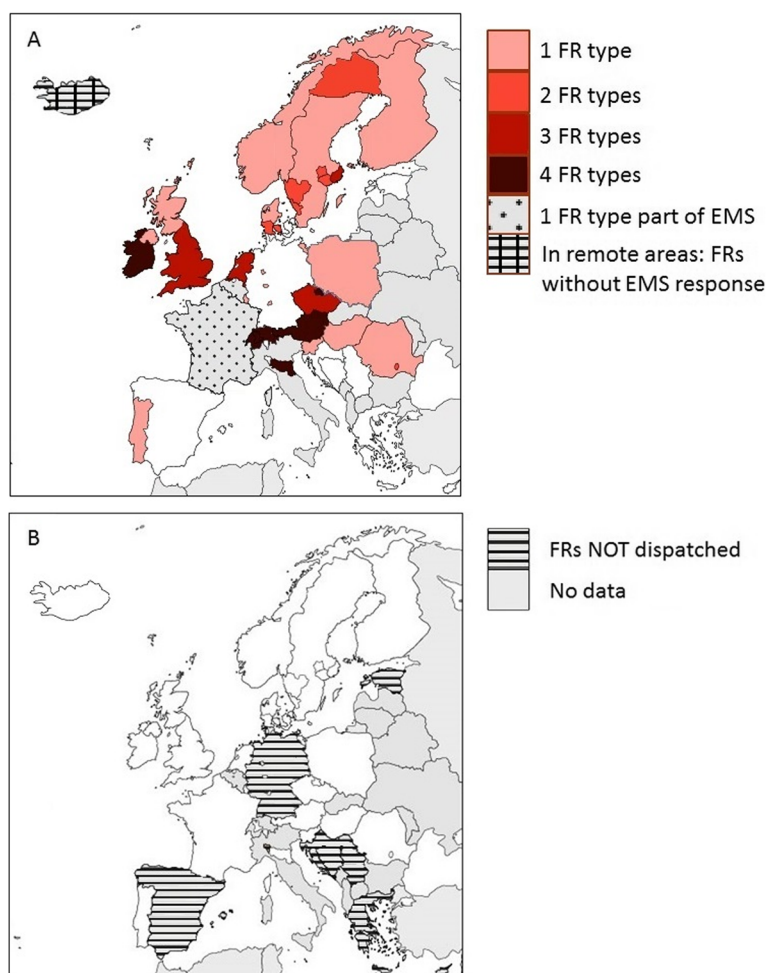 A
1 FR type
2 FR types
3 FR types
4 FR types
1 FR type part of EMS
In remote areas: FRs
without EMS response
B
FRs NOT dispatched
No data